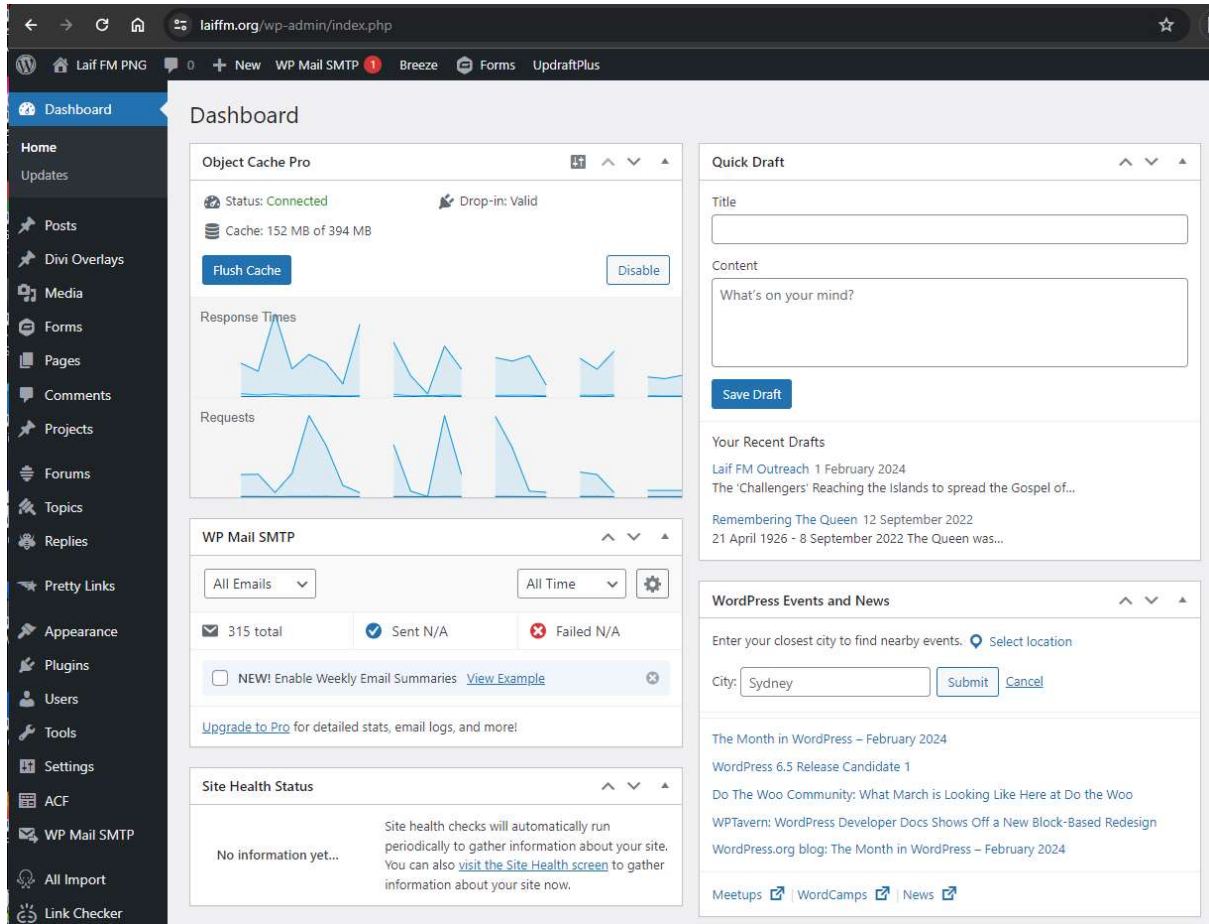 laiffm.org/wp-admin/index.php
Laif FM PNG 0 New WP Mail SMTP 1 Breeze Forms UpdraftPlus
Dashboard
Home
Updates
Posts
Divi Overlays
Media
Forms
Pages
Comments
Projects
Forums
Topics
Replies
Pretty Links
Appearance
Plugins
Users
Tools
Settings
ACF
WP Mail SMTP
All Import
Link Checker
Dashboard
Object Cache Pro
Status: Connected Drop-in: Valid
Cache: 152 MB of 394 MB
Flush Cache Disable
Response Times
Requests
WP Mail SMTP
All Emails All Time
315 total Sent N/A Failed N/A
NEW! Enable Weekly Email Summaries View Example
Upgrade to Pro for detailed stats, email logs, and more!
Site Health Status
No information yet...
Site health checks will automatically run
periodically to gather information about your site.
You can also visit the Site Health screen to gather
information about your site now.
Quick Draft
Title
Content
What's on your mind?
Save Draft
Your Recent Drafts
Laif FM Outreach 1 February 2024
The 'Challengers' Reaching the Islands to spread the Gospel of...
Remembering The Queen 12 September 2022
21 April 1926 - 8 September 2022 The Queen was...
WordPress Events and News
Enter your closest city to find nearby events. Select location
City: Sydney Submit Cancel
The Month in WordPress – February 2024
WordPress 6.5 Release Candidate 1
Do The Woo Community: What March is Looking Like Here at Do the Woo
WPTavern: WordPress Developer Docs Shows Off a New Block-Based Redesign
WordPress.org blog: The Month in WordPress – February 2024
Meetups | WordCamps | News